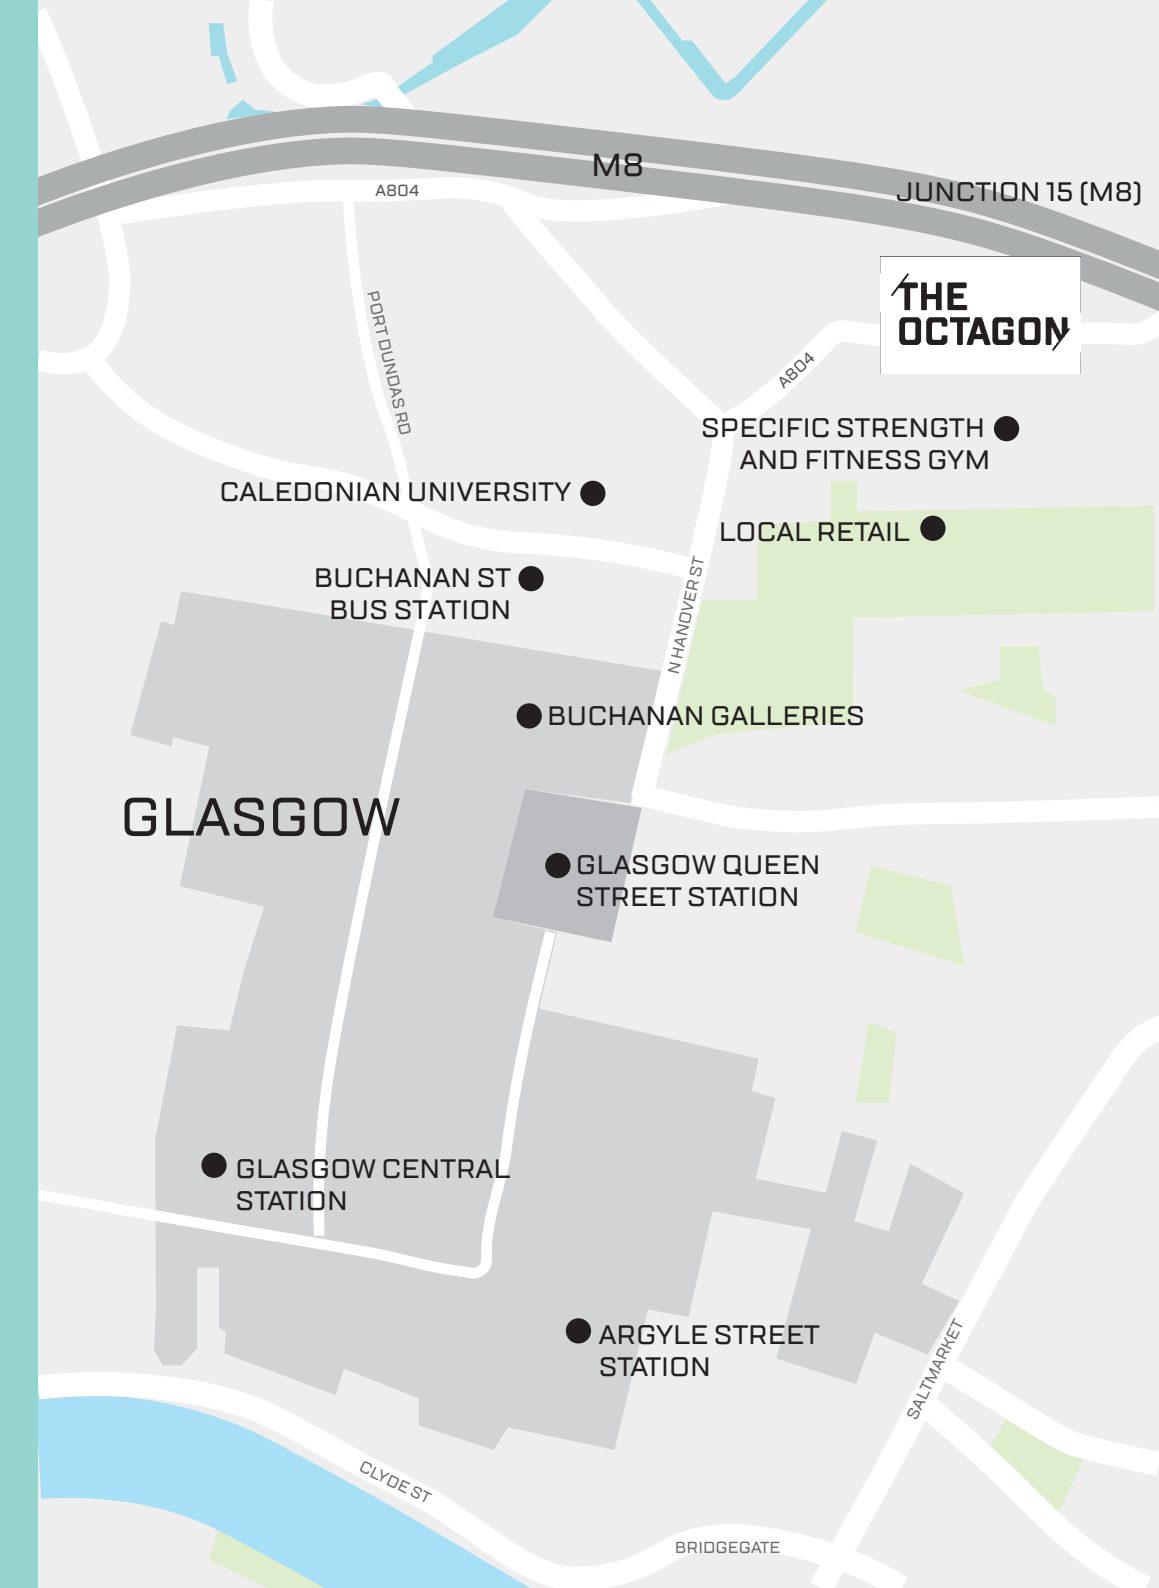 M8
A804
JUNCTION 15 (M8)
THE
OCTAGON
PORT DUNDAS RD
A804
SPECIFIC STRENGTH
AND FITNESS GYM
CALEDONIAN UNIVERSITY
LOCAL RETAIL
BUCHANAN ST
BUS STATION
N HANOVER ST
BUCHANAN GALLERIES
GLASGOW
GLASGOW QUEEN
STREET STATION
GLASGOW CENTRAL
STATION
ARGYLE STREET
STATION
SALTMARKET
CLYDE ST
BRIDGEGATE